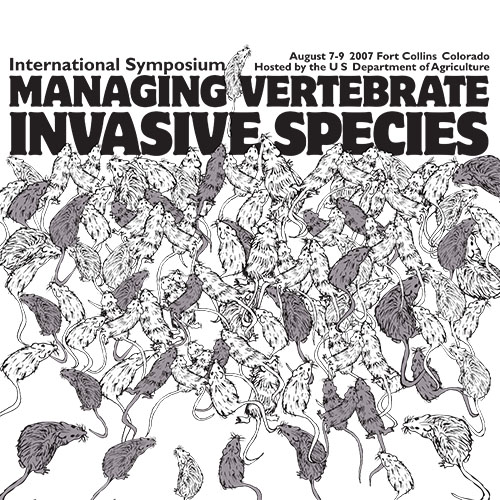 August 7-9 2007 Fort Collins Colorado
International Symposium Hosted by the U S Department of Agriculture
MANAGING VERTEBRATE
INVASIVE SPECIES